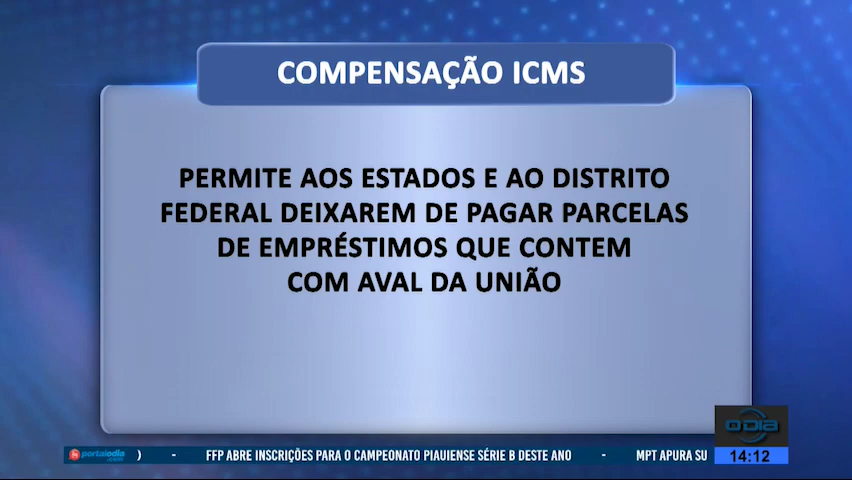 COMPENSAÇÃO ICMS
PERMITE AOS ESTADOS E AO DISTRITO
FEDERAL DEIXAREM DE PAGAR PARCELAS
DE EMPRÉSTIMOS QUE CONTEM
COM AVAL DA UNIÃO
O DIA
portalodia.com ) - FFP ABRE INSCRIÇÕES PARA O CAMPEONATO PIAUIENSE SÉRIE B DESTE ANO - MPT APURA SU
14:12